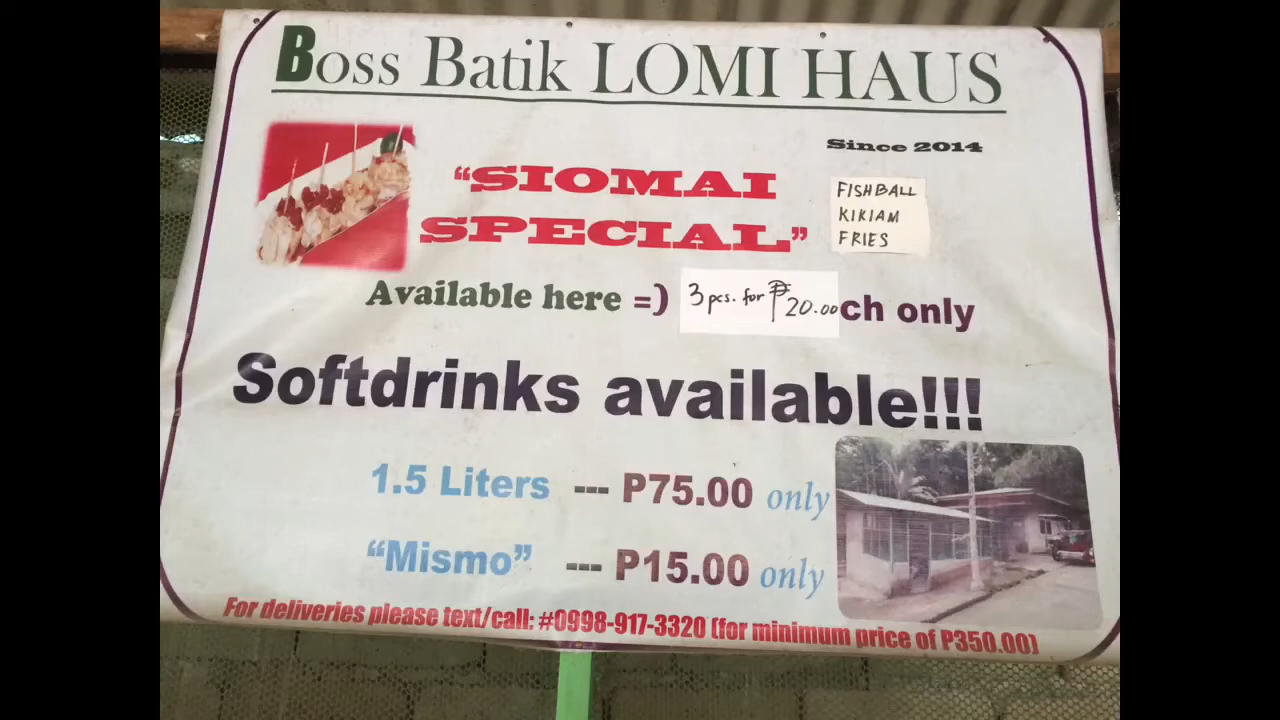 Boss Batik LOMI HAUS
Since 2014
"SIOMAI
SPECIAL"
FISHBALL
KIKIAM
FRIES
Available here =) 3 pcs. for ₱20.00 ch only
Softdrinks available!!!
1.5 Liters --- P75.00 only
"Mismo" --- P15.00 only
For deliveries please text/call: #0998-917-3320 (for minimum price of P350.00)